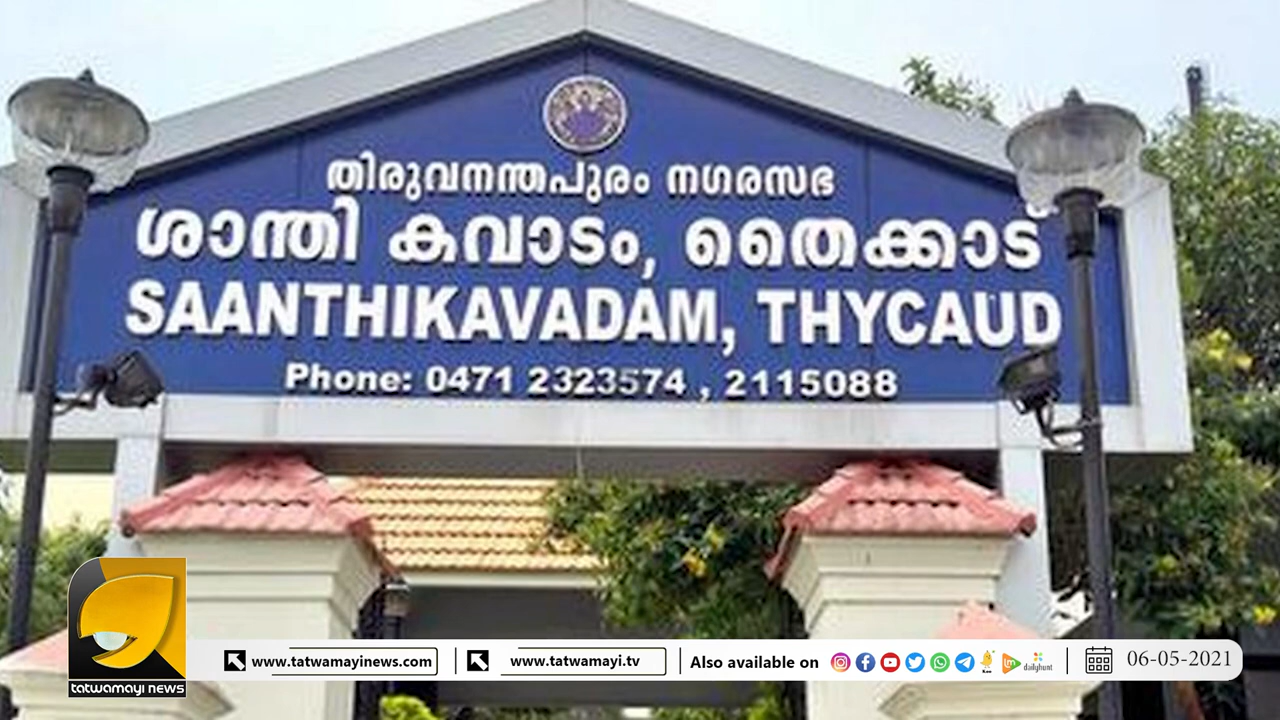 തിരുവനന്തപുരം നഗരസഭ
ശാന്തി കവാടം, തൈക്കാട്
SAANTHIKAVADAM, THYCAUD
Phone: 0471 2323574 , 2115088
tatwamayi news
www.tatwamayinews.com
www.tatwamayi.tv
Also available on
dailyhunt
06-05-2021